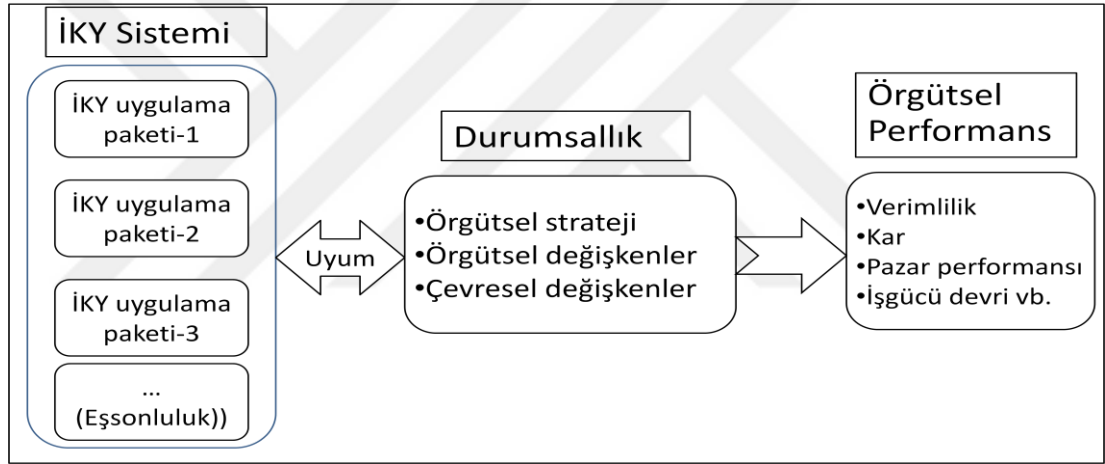 İKY Sistemi
İKY uygulama
paketi-1
İKY uygulama
paketi-2
İKY uygulama
paketi-3
...
(Eşsonluluk))
Uyum
Durumsallık
•Örgütsel strateji
•Örgütsel değişkenler
•Çevresel değişkenler
Örgütsel
Performans
•Verimlilik
•Kar
•Pazar performansı
•İşgücü devri vb.